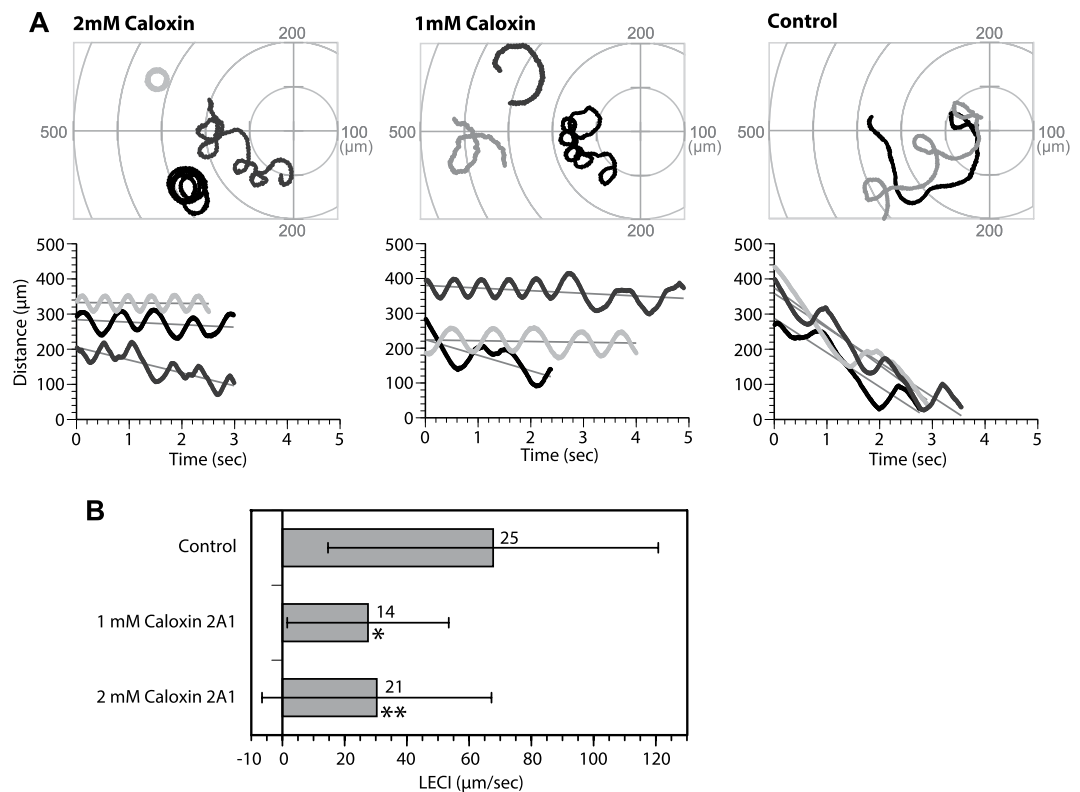 A
2mM Caloxin
1mM Caloxin
Control
200
200
200
500
100
(µm)
500
100
(µm)
500
100
(µm)
200
200
200
Distance (µm)
500
400
300
200
100
0
0 1 2 3 4 5
Time (sec)
500
400
300
200
100
0
0 1 2 3 4 5
Time (sec)
500
400
300
200
100
0
0 1 2 3 4 5
Time (sec)
B
Control
25
1 mM Caloxin 2A1
14
*
2 mM Caloxin 2A1
21
**
-10 0 20 40 60 80 100 120
LECI (µm/sec)